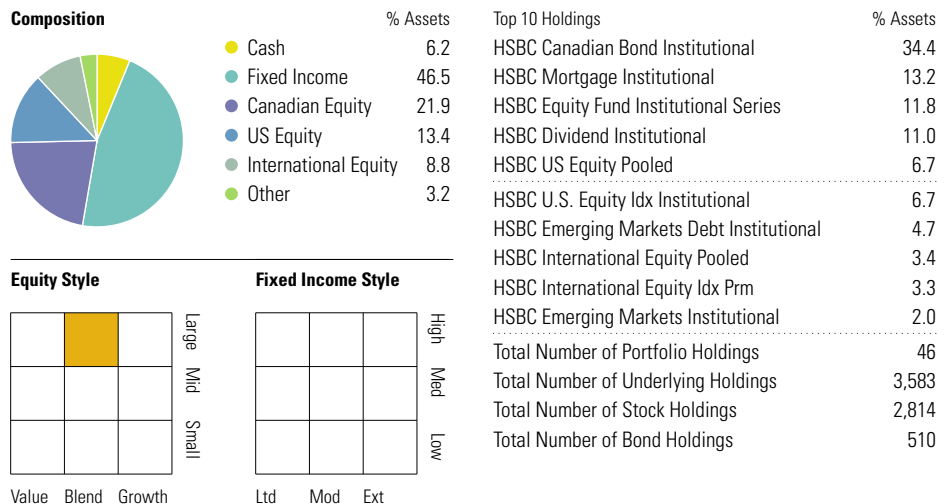 Composition % Assets
Cash 6.2
Fixed Income 46.5
Canadian Equity 21.9
US Equity 13.4
International Equity 8.8
Other 3.2
Equity Style
Large
Mid
Small
Value Blend Growth
Fixed Income Style
High
Med
Low
Ltd Mod Ext
Top 10 Holdings % Assets
HSBC Canadian Bond Institutional 34.4
HSBC Mortgage Institutional 13.2
HSBC Equity Fund Institutional Series 11.8
HSBC Dividend Institutional 11.0
HSBC US Equity Pooled 6.7
HSBC U.S. Equity Idx Institutional 6.7
HSBC Emerging Markets Debt Institutional 4.7
HSBC International Equity Pooled 3.4
HSBC International Equity Idx Prm 3.3
HSBC Emerging Markets Institutional 2.0
Total Number of Portfolio Holdings 46
Total Number of Underlying Holdings 3,583
Total Number of Stock Holdings 2,814
Total Number of Bond Holdings 510